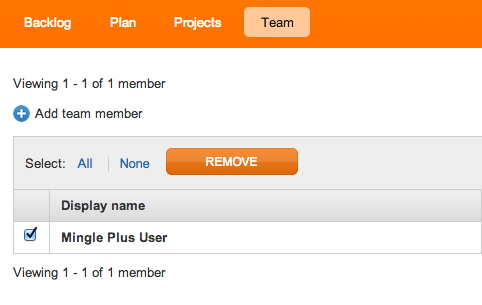 Backlog Plan Projects Team
Viewing 1 - 1 of 1 member
Add team member
Select: All None REMOVE
Display name
Mingle Plus User
Viewing 1 - 1 of 1 member